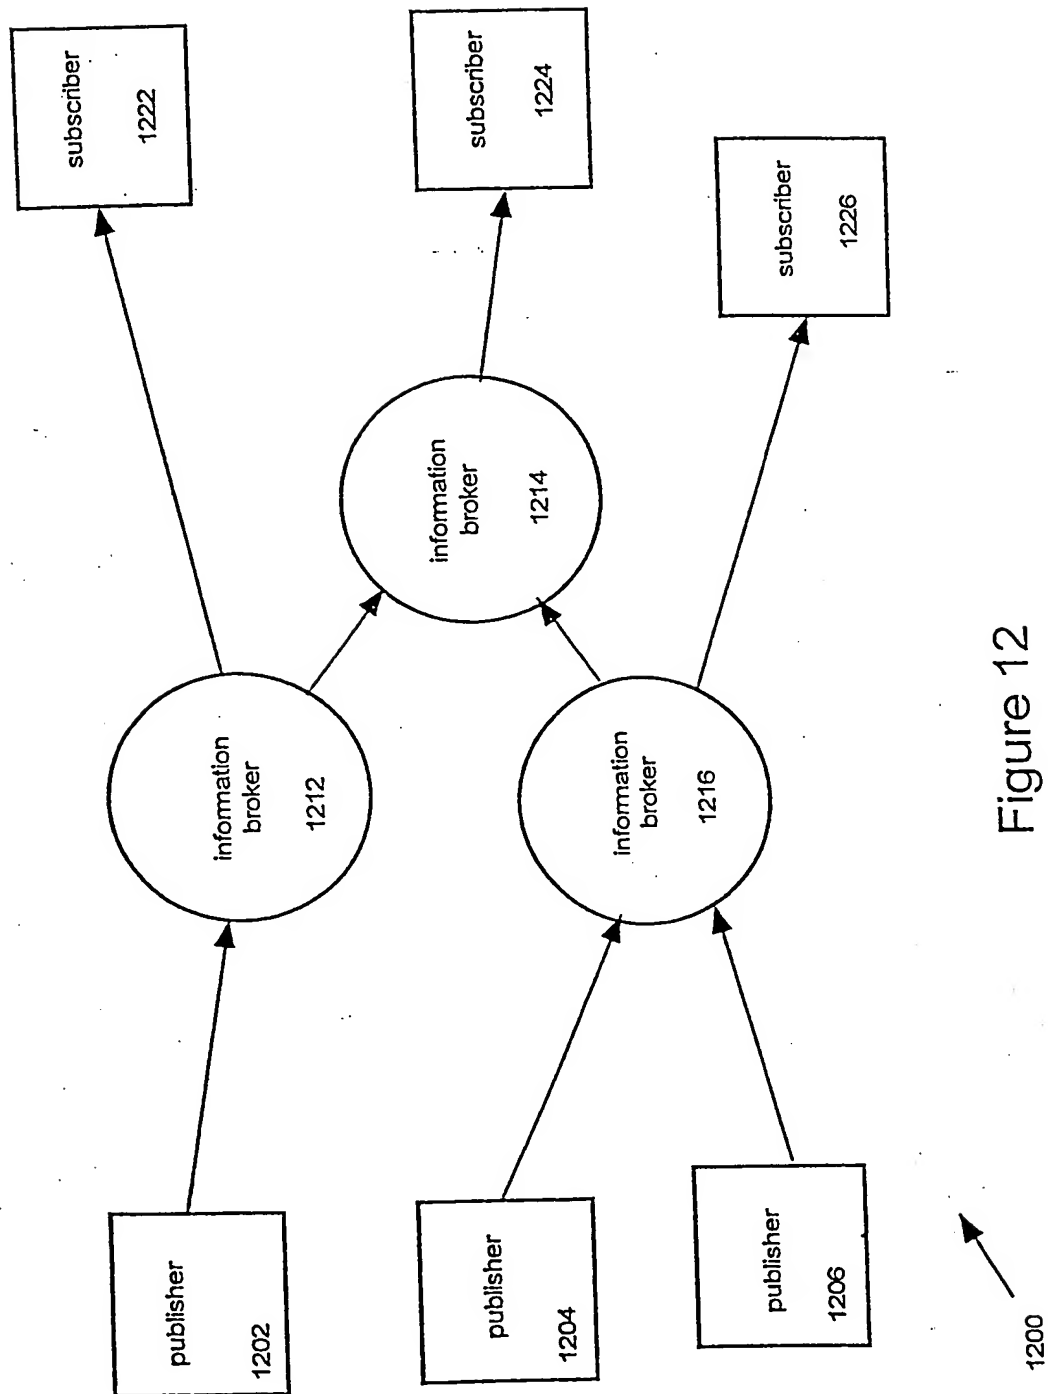 publisher
1202
publisher
1204
publisher
1206
information
broker
1212
information
broker
1216
information
broker
1214
subscriber
1222
subscriber
1224
subscriber
1226
1200
Figure 12